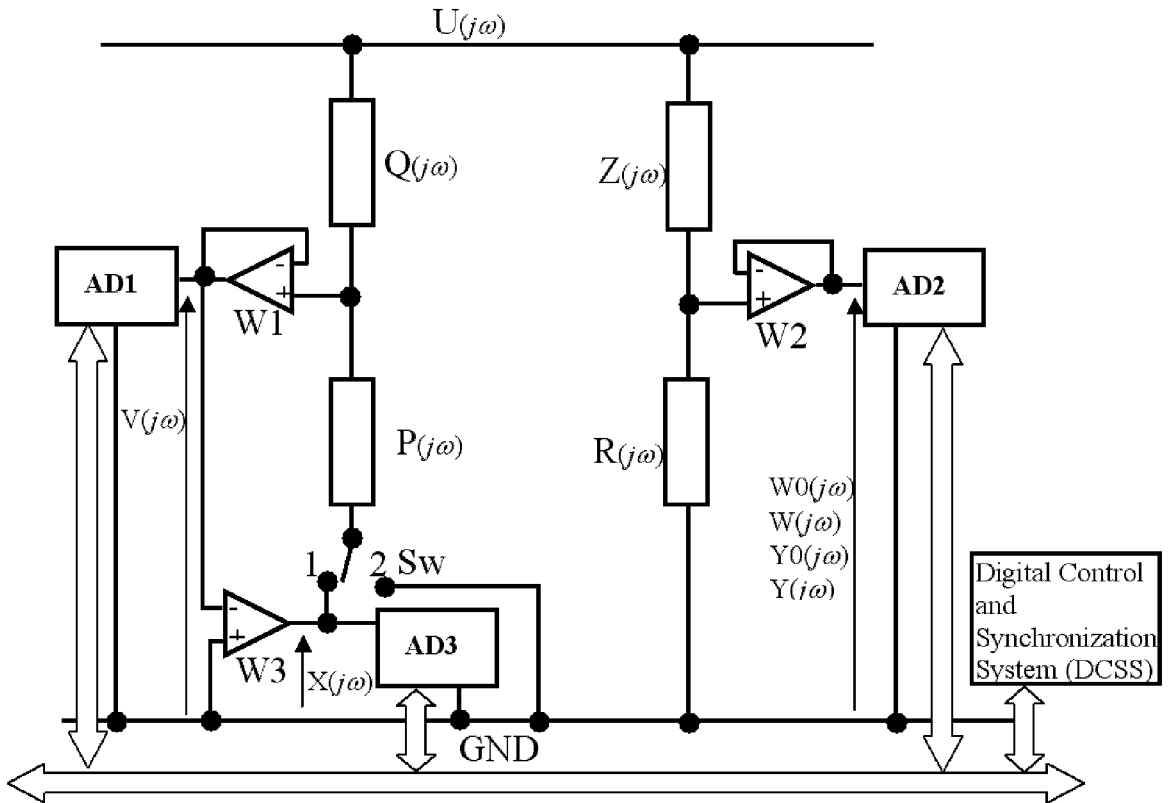 U(jω)
Q(jω)
Z(jω)
AD1
-
+
W1
-
+
W2
AD2
V(jω)
P(jω)
R(jω)
W0(jω)
W(jω)
Y0(jω)
Y(jω)
1
2 Sw
-
+
W3
AD3
X(jω)
Digital Control
and
Synchronization
System (DCSS)
GND